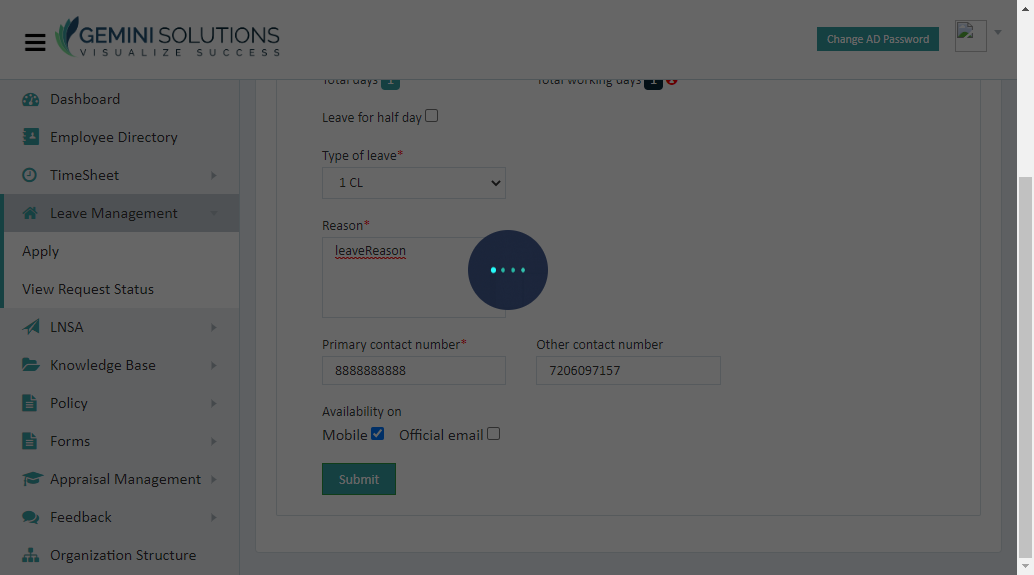 GEMINI SOLUTIONS
VISUALIZE SUCCESS
Change AD Password
Dashboard
Employee Directory
TimeSheet
Leave Management
Apply
View Request Status
LNSA
Knowledge Base
Policy
Forms
Appraisal Management
Feedback
Organization Structure
Total days 1
Total working days 1
Leave for half day
Type of leave*
1 CL
Reason*
leaveReason
Primary contact number*
Other contact number
8888888888
7206097157
Availability on
Mobile
Official email
Submit